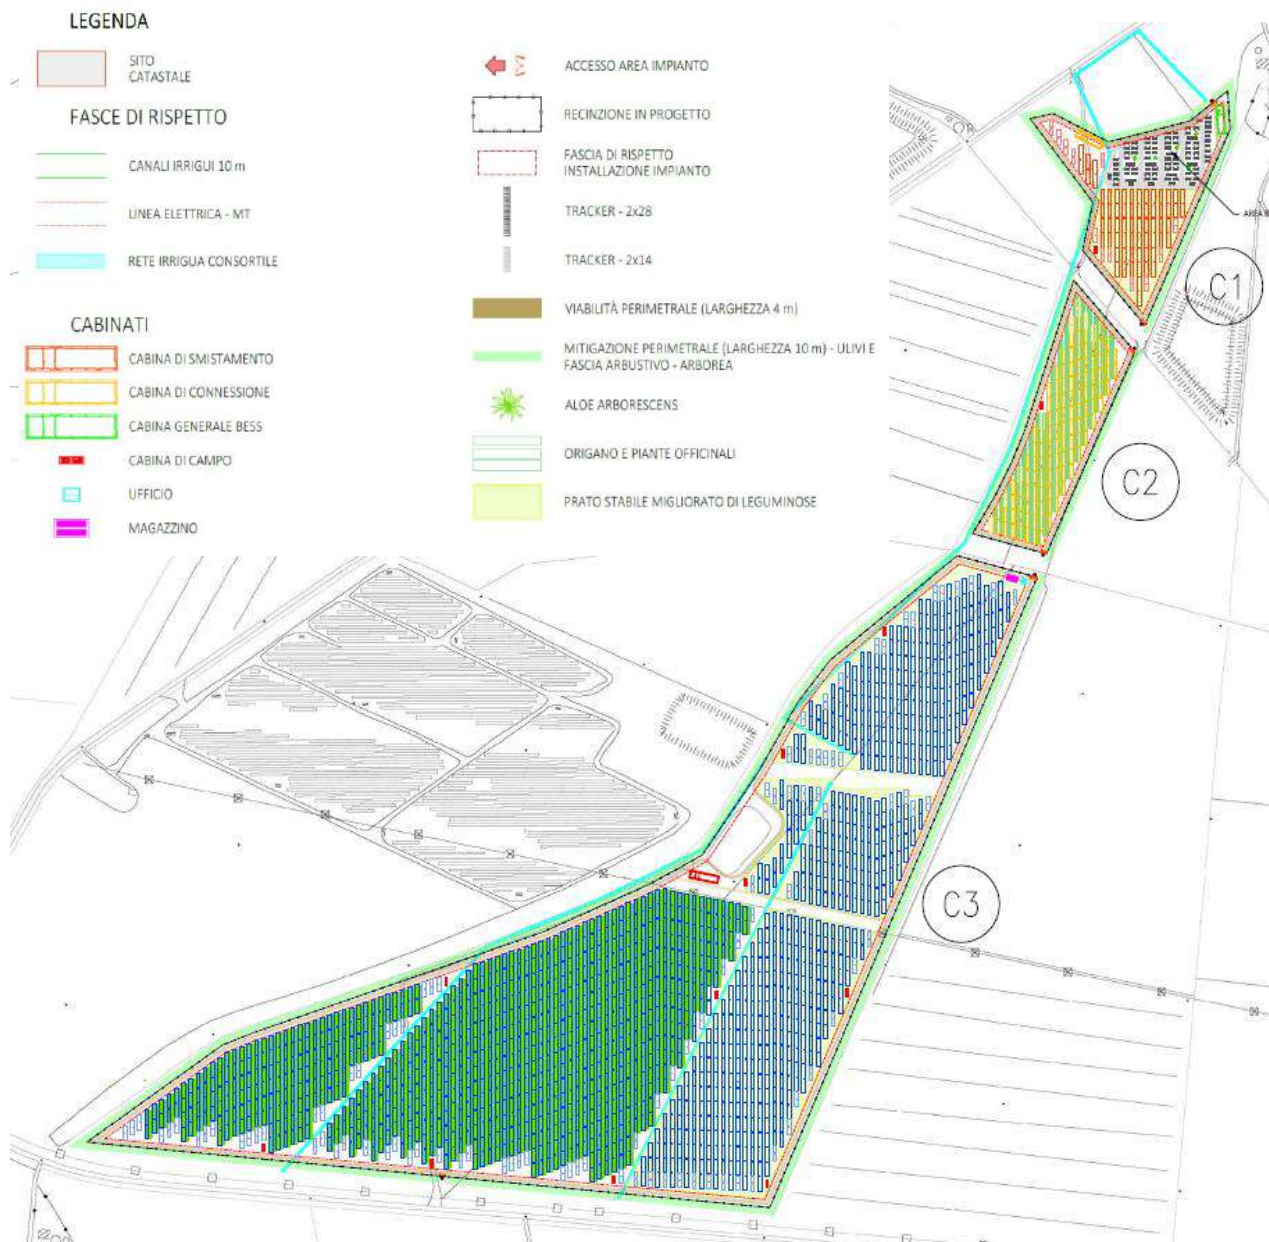 LEGENDA
SITO
CATASTALE
FASCE DI RISPETTO
CANALI IRRIGUI 10 m
LINEA ELETTRICA - MT
RETE IRRIGUA CONSORTILE
CABINATI
CABINA DI SMISTAMENTO
CABINA DI CONNESSIONE
CABINA GENERALE BESS
CABINA DI CAMPO
UFFICIO
MAGAZZINO
ACCESSO AREA IMPIANTO
RECINZIONE IN PROGETTO
FASCIA DI RISPETTO
INSTALLAZIONE IMPIANTO
TRACKER - 2x28
TRACKER - 2x14
VIABILITÀ PERIMETRALE (LARGHEZZA 4 m)
MITIGAZIONE PERIMETRALE (LARGHEZZA 10 m) - ULIVI E
FASCIA ARBUSTIVO - ARBOREA
ALOE ARBORESCENS
ORIGANO E PIANTE OFFICINALI
PRATO STABILE MIGLIORATO DI LEGUMINOSE
AREA B
C1
C2
C3